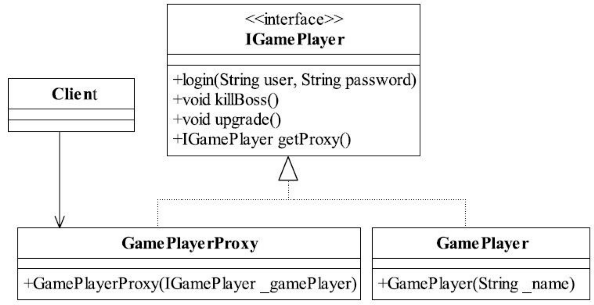 <<interface>>
IGamePlayer
+login(String user, String password)
+void killBoss()
+void upgrade()
+IGamePlayer getProxy()
Client
GamePlayerProxy
+GamePlayerProxy(IGamePlayer _gamePlayer)
GamePlayer
+GamePlayer(String _name)